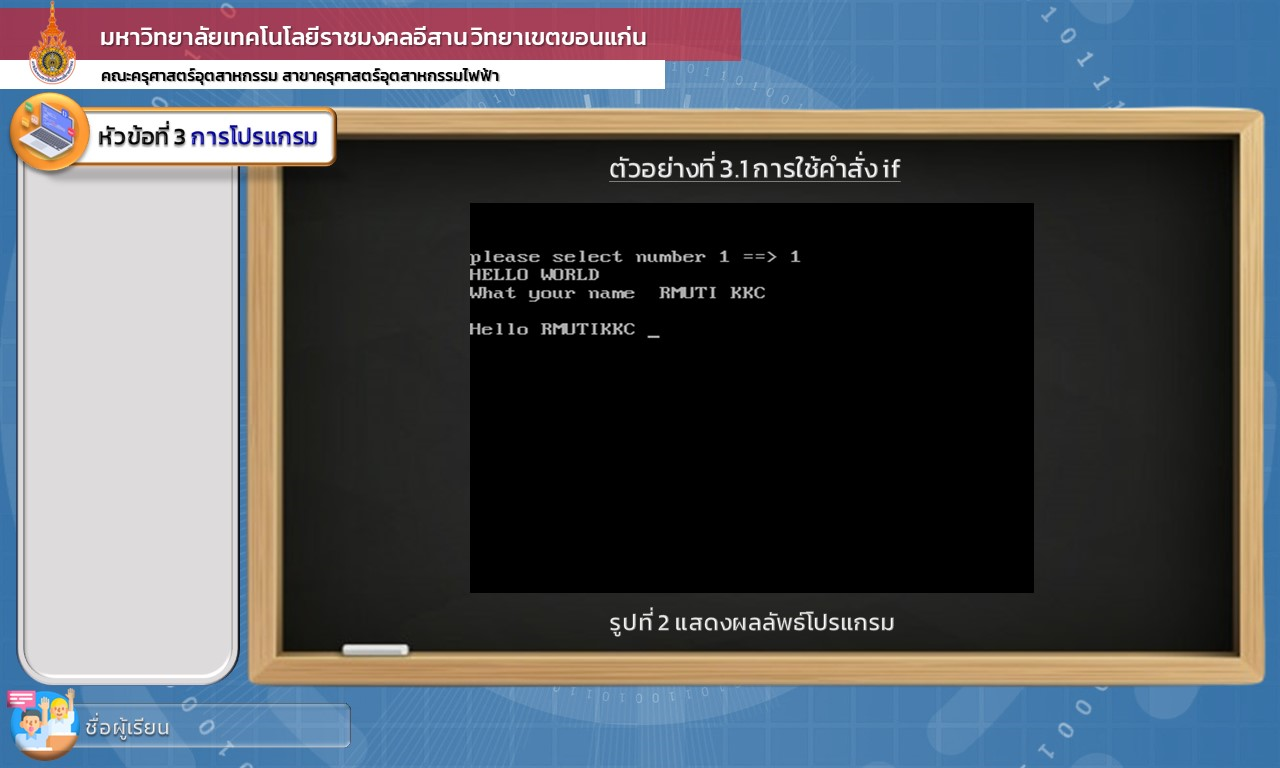 มหาวิทยาลัยเทคโนโลยีราชมงคลอีสาน วิทยาเขตขอนแก่น
คณะครุศาสตร์อุตสาหกรรม สาขาครุศาสตร์อุตสาหกรรมไฟฟ้า
หัวข้อที่ 3 การโปรแกรม
ตัวอย่างที่ 3.1 การใช้คำสั่ง if
please select number 1 ==> 1
HELLO WORLD
What your name  RMUTI KKC
Hello RMUTIKKC _
รูปที่ 2 แสดงผลลัพธ์โปรแกรม
ชื่อผู้เรียน